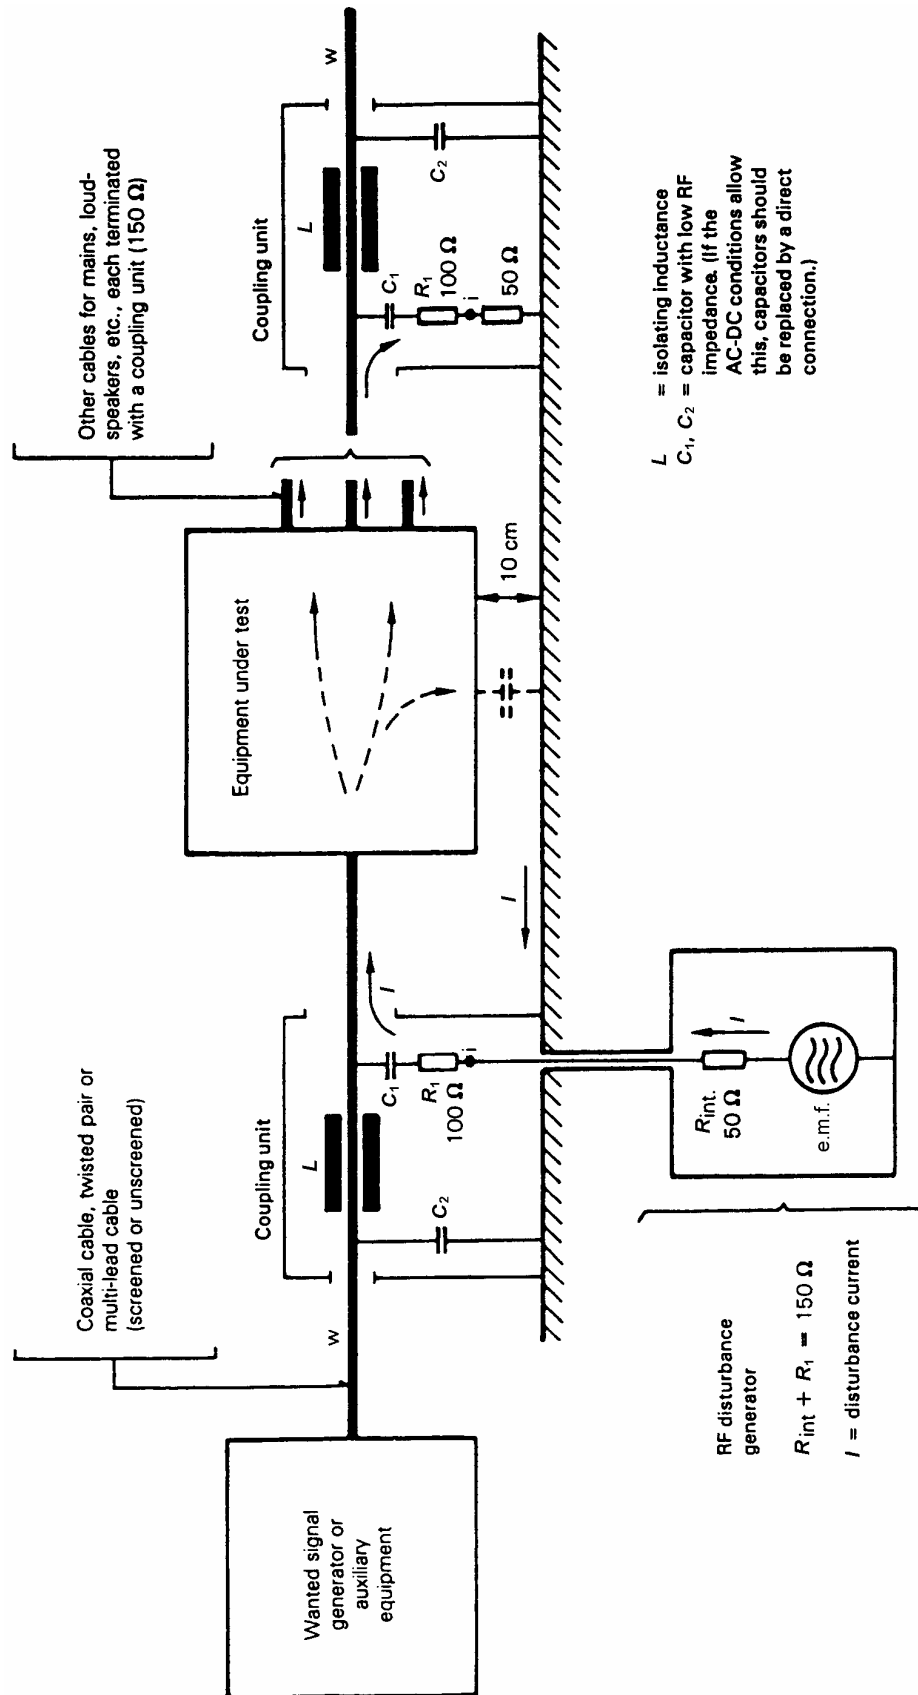 Coaxial cable, twisted pair or
multi-lead cable
(screened or unscreened)
Other cables for mains, loud-
speakers, etc., each terminated
with a coupling unit (150 Ω)
Wanted signal
generator or
auxiliary
equipment
w
Coupling unit
L
C2
C1
R1
100 Ω
i
I
Equipment under test
10 cm
I
Coupling unit
L
w
C1
R1
100 Ω
i
50 Ω
C2
I
Rint.
50 Ω
e.m.f.
RF disturbance
generator
Rint + R1 = 150 Ω
I = disturbance current
L = isolating inductance
C1, C2 = capacitor with low RF
impedance. (If the
AC-DC conditions allow
this, capacitors should
be replaced by a direct
connection.)